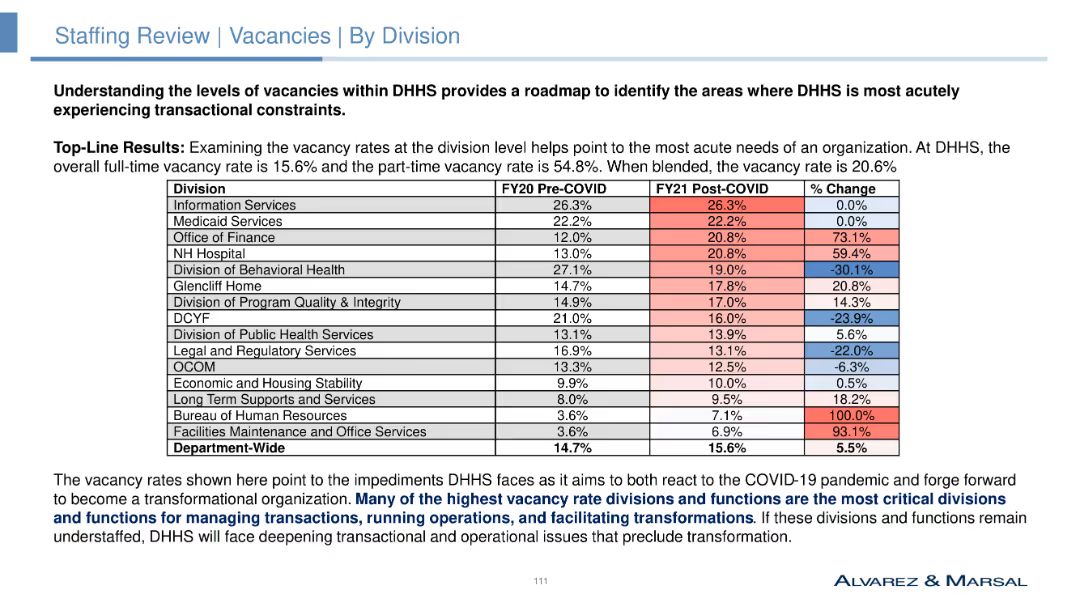 Staffing Review | Vacancies | By Division
Understanding the levels of vacancies within DHHS provides a roadmap to identify the areas where DHHS is most acutely
experiencing transactional constraints.
Top-Line Results: Examining the vacancy rates at the division level helps point to the most acute needs of an organization. At DHHS, the
overall full-time vacancy rate is 15.6% and the part-time vacancy rate is 54.8%. When blended, the vacancy rate is 20.6%
Division FY20 Pre-COVID FY21 Post-COVID % Change
Information Services 26.3% 26.3% 0.0%
Medicaid Services 22.2% 22.2% 0.0%
Office of Finance 12.0% 20.8% 73.1%
NH Hospital 13.0% 20.8% 59.4%
Division of Behavioral Health 27.1% 19.0% -30.1%
Glencliff Home 14.7% 17.8% 20.8%
Division of Program Quality & Integrity 14.9% 17.0% 14.3%
DCYF 21.0% 16.0% -23.9%
Division of Public Health Services 13.1% 13.9% 5.6%
Legal and Regulatory Services 16.9% 13.1% -22.0%
OCOM 13.3% 12.5% -6.3%
Economic and Housing Stability 9.9% 10.0% 0.5%
Long Term Supports and Services 8.0% 9.5% 18.2%
Bureau of Human Resources 3.6% 7.1% 100.0%
Facilities Maintenance and Office Services 3.6% 6.9% 93.1%
Department-Wide 14.7% 15.6% 5.5%
The vacancy rates shown here point to the impediments DHHS faces as it aims to both react to the COVID-19 pandemic and forge forward
to become a transformational organization. Many of the highest vacancy rate divisions and functions are the most critical divisions
and functions for managing transactions, running operations, and facilitating transformations. If these divisions and functions remain
understaffed, DHHS will face deepening transactional and operational issues that preclude transformation.
111
ALVAREZ & MARSAL